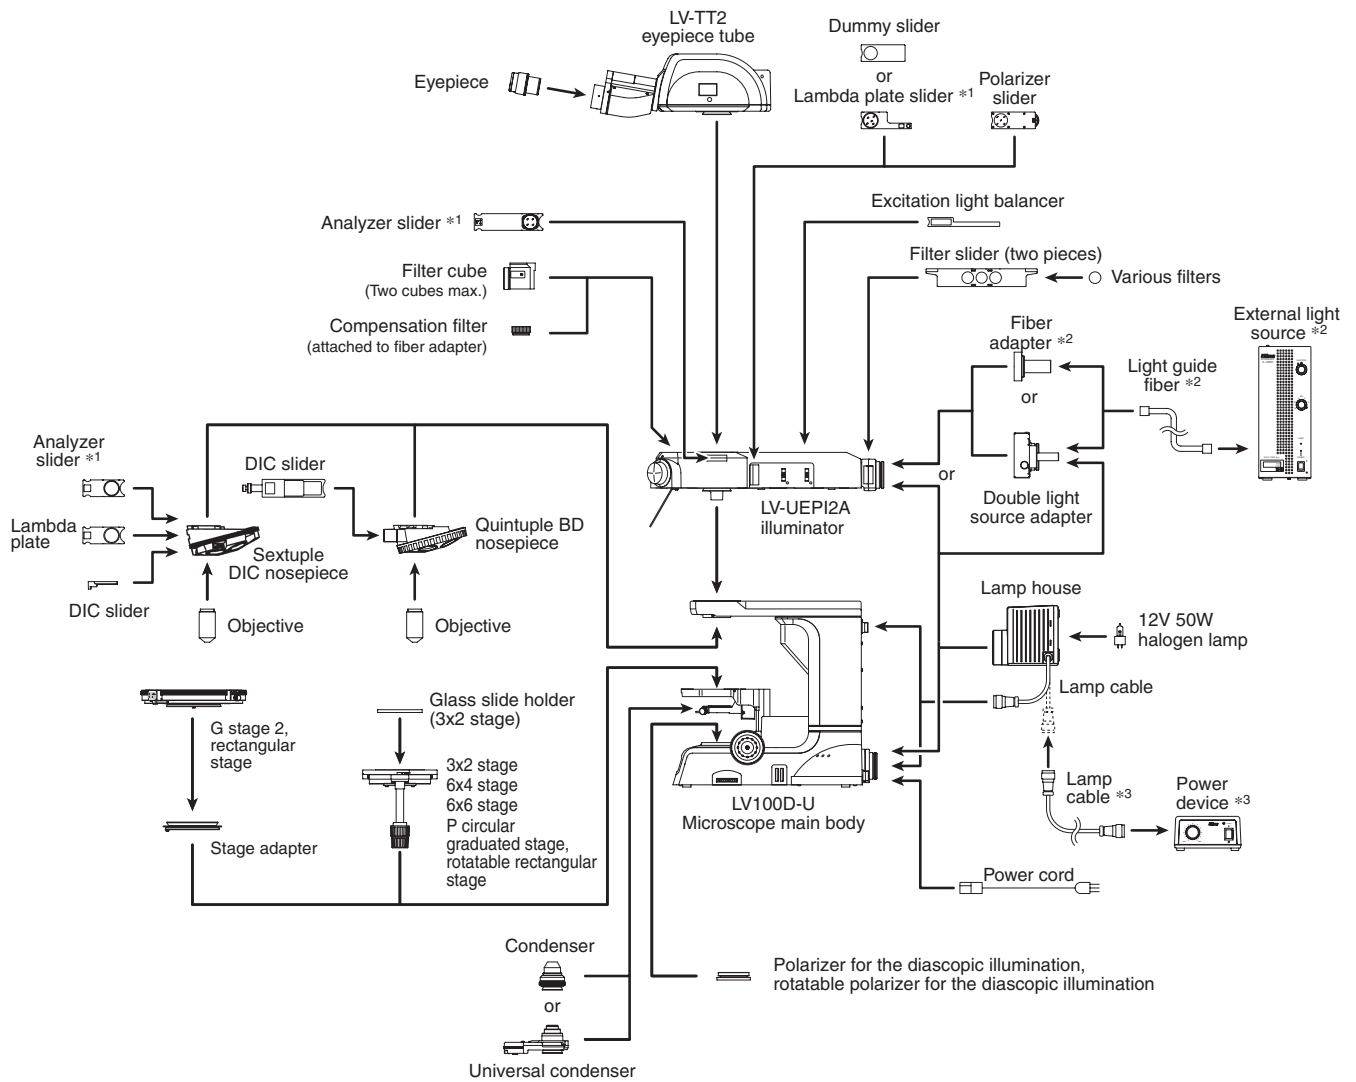 LV-TT2
eyepiece tube
Dummy slider
or
Lambda plate slider *1
Polarizer
slider
Eyepiece
Excitation light balancer
Analyzer slider *1
Filter slider (two pieces)
Various filters
Filter cube
(Two cubes max.)
Compensation filter
(attached to fiber adapter)
Fiber
adapter *2
or
External light
source *2
Light guide
fiber *2
Analyzer
slider *1
DIC slider
or
Double light
source adapter
LV-UEPI2A
illuminator
Lambda
plate
Sextuple
DIC nosepiece
Quintuple BD
nosepiece
DIC slider
Objective
Objective
Lamp house
12V 50W
halogen lamp
Lamp cable
Glass slide holder
(3x2 stage)
G stage 2,
rectangular
stage
3x2 stage
6x4 stage
6x6 stage
P circular
graduated stage,
rotatable rectangular
stage
Stage adapter
LV100D-U
Microscope main body
Lamp
cable *3
Power
device *3
Power cord
Condenser
or
Universal condenser
Polarizer for the diascopic illumination,
rotatable polarizer for the diascopic illumination